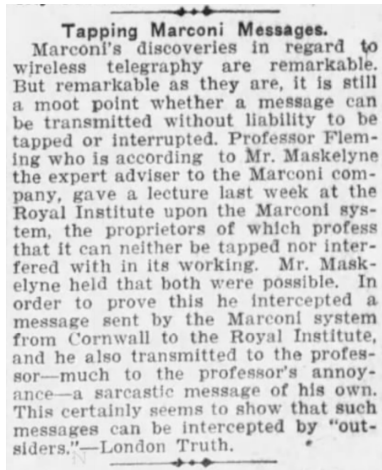 Tapping Marconi Messages.
Marconi's discoveries in regard to
wireless telegraphy are remarkable.
But remarkable as they are, it is still
a moot point whether a message can
be transmitted without liability to be
tapped or interrupted. Professor Flem-
ing who is according to Mr. Maskelyne
the expert adviser to the Marconi com-
pany, gave a lecture last week at the
Royal Institute upon the Marconi sys-
tem, the proprietors of which profess
that it can neither be tapped nor inter-
fered with in its working. Mr. Mask-
elyne held that both were possible. In
order to prove this he intercepted a
message sent by the Marconi system
from Cornwall to the Royal Institute,
and he also transmitted to the profes-
sor—much to the professor's annoy-
ance—a sarcastic message of his own.
This certainly seems to show that such
messages can be intercepted by "out-
siders."—London Truth.